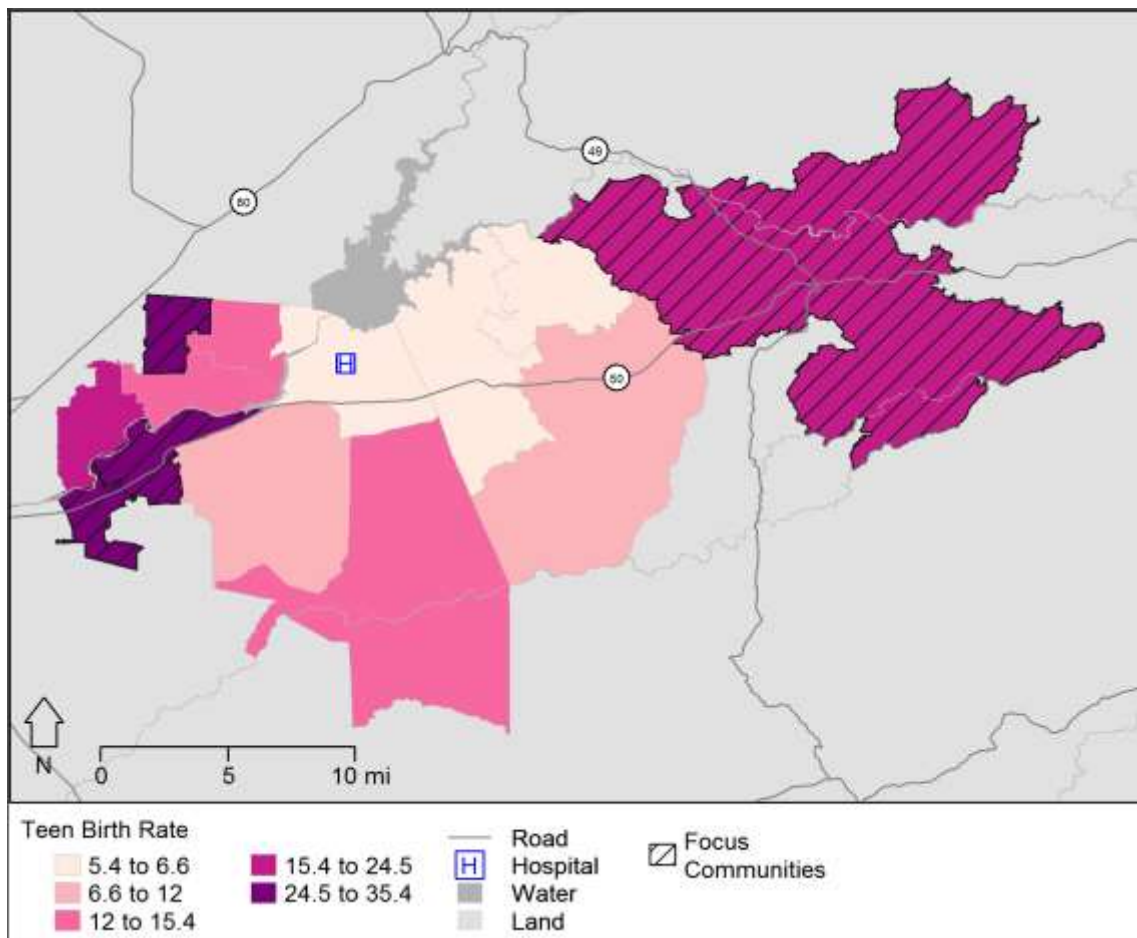 49
80
H
50
N
0 5 10 mi
Teen Birth Rate
5.4 to 6.6
6.6 to 12
12 to 15.4
15.4 to 24.5
24.5 to 35.4
Road
H Hospital
Water
Land
Focus
Communities